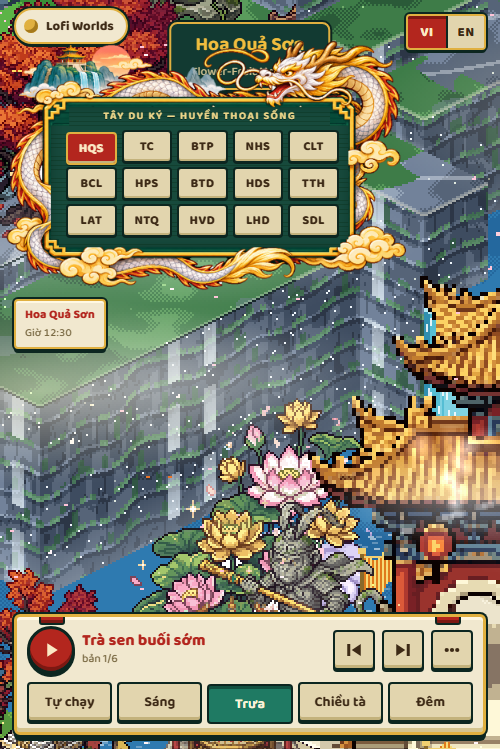 Lofi Worlds
Hoa Quả Sơn
VI
EN
TÂY DU KÝ — HUYỀN THOẠI SỐNG
HQS
TC
BTP
NHS
CLT
BCL
HPS
BTD
HDS
TTH
LAT
NTQ
HVD
LHD
SDL
Hoa Quả Sơn
Giờ 12:30
Trà sen buổi sớm
bản 1/6
Tự chạy
Sáng
Trưa
Chiều tà
Đêm